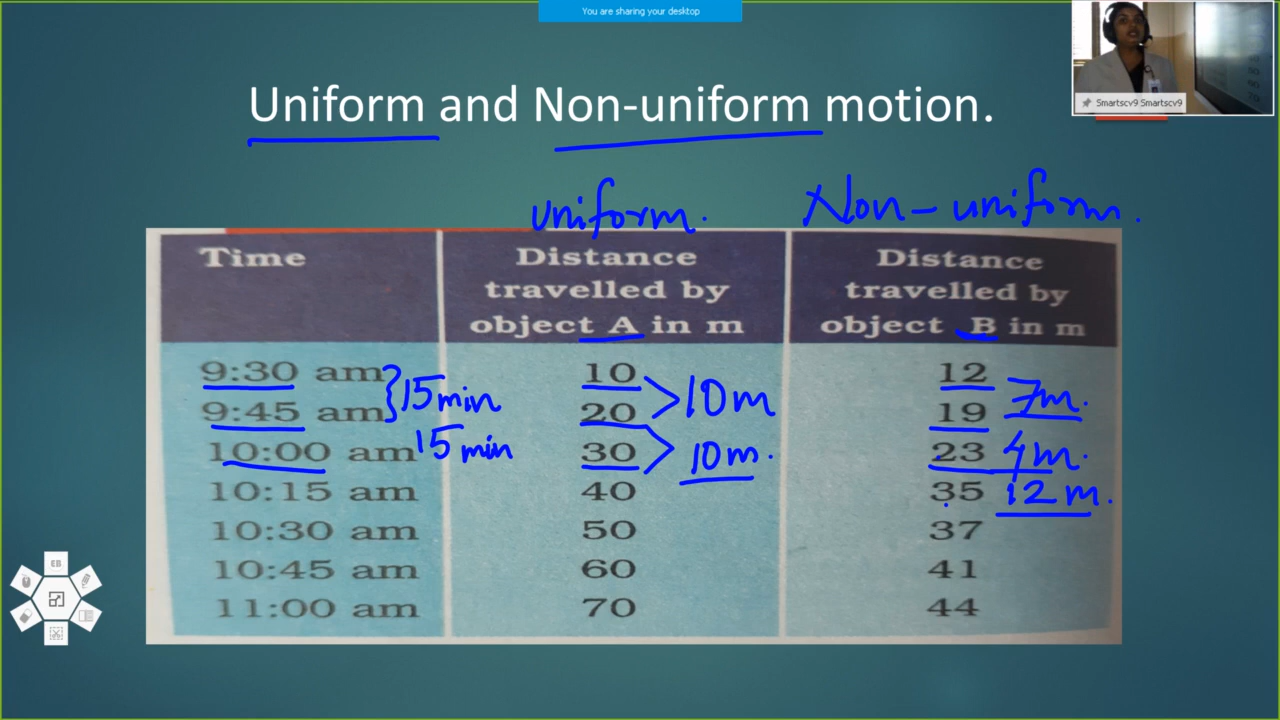 You are sharing your desktop
Smartscv9 Smartscv9
Uniform and Non-uniform motion.
uniform. Non-uniform.
Time Distance travelled by object A in m Distance travelled by object B in m
9:30 am 10 12
15 min 10 m 7m.
9:45 am 20 19
15 min 10m. 4m.
10:00 am 30 23
10:15 am 40 35 12 m.
10:30 am 50 37
10:45 am 60 41
11:00 am 70 44
EB